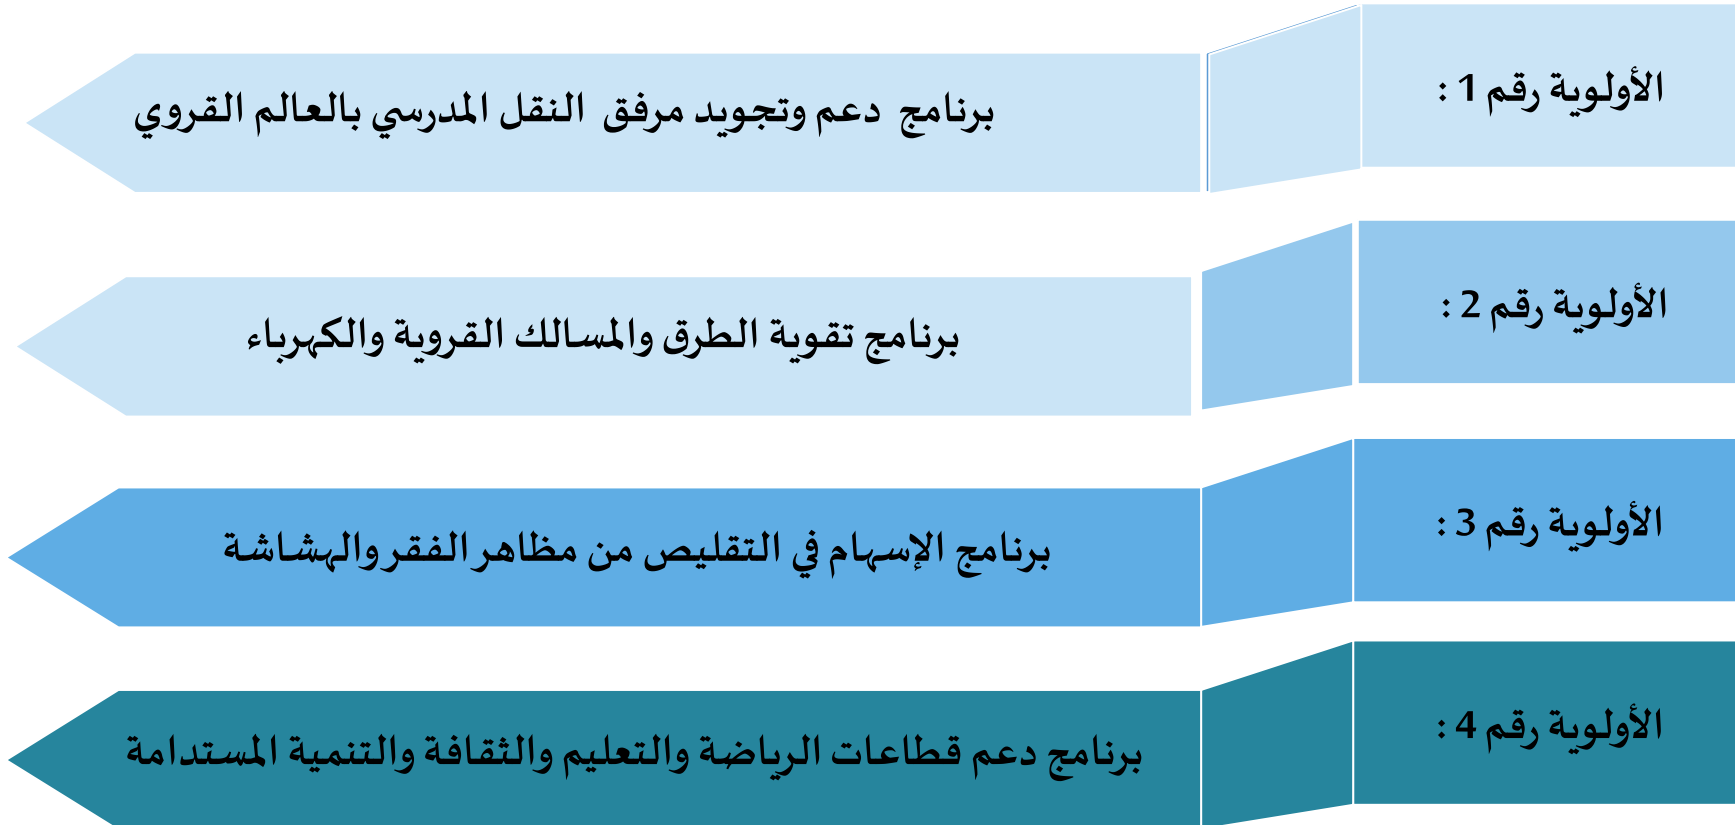 الأولوية رقم 1 :
برنامج دعم وتجويد مرفق النقل المدرسي بالعالم القروي
الأولوية رقم 2 :
برنامج تقوية الطرق والمسالك القروية والكهرباء
الأولوية رقم 3 :
برنامج الإسهام في التقليص من مظاهر الفقر والهشاشة
الأولوية رقم 4 :
برنامج دعم قطاعات الرياضة والتعليم والثقافة والتنمية المستدامة